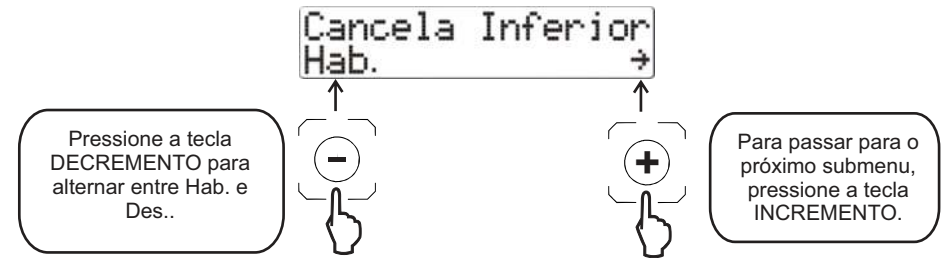 Cancela Inferior
Hab. →
Pressione a tecla
DECREMENTO para
alternar entre Hab. e
Des..
−
+
Para passar para o
próximo submenu,
pressione a tecla
INCREMENTO.